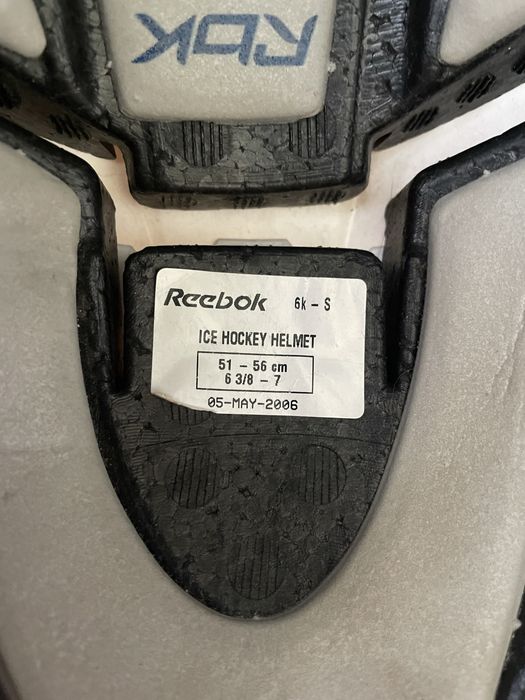 Rbk
Reebok 6k - S
ICE HOCKEY HELMET
51 - 56 cm
6 3/8 - 7
05-MAY-2006